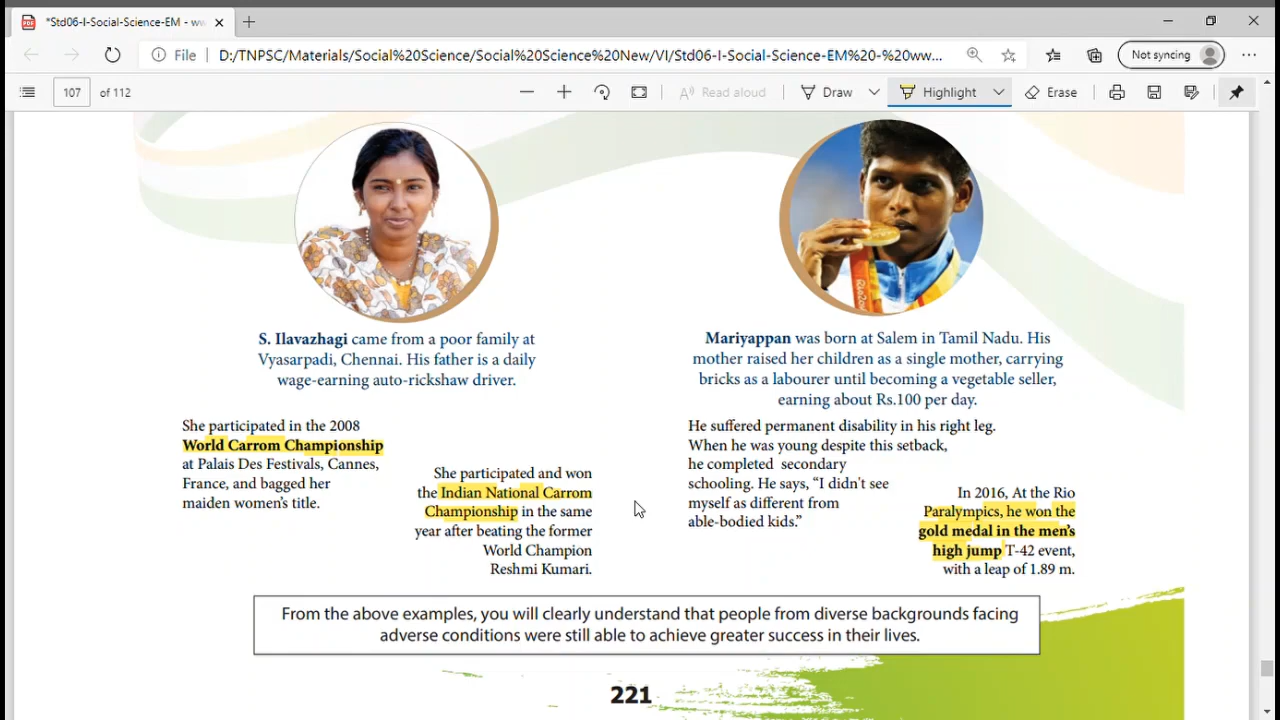 *Std06-I-Social-Science-EM - ww
File
D:/TNPSC/Materials/Social%20Science/Social%20Science%20New/VI/Std06-I-Social-Science-EM%20-%20ww...
Not syncing
107 of 112
Read aloud
Draw
Highlight
Erase
RIO20
S. Ilavazhagi came from a poor family at
Vyasarpadi, Chennai. His father is a daily
wage-earning auto-rickshaw driver.
She participated in the 2008
World Carrom Championship
at Palais Des Festivals, Cannes,
France, and bagged her
maiden women's title.
She participated and won
the Indian National Carrom
Championship in the same
year after beating the former
World Champion
Reshmi Kumari.
Mariyappan was born at Salem in Tamil Nadu. His
mother raised her children as a single mother, carrying
bricks as a labourer until becoming a vegetable seller,
earning about Rs.100 per day.
He suffered permanent disability in his right leg.
When he was young despite this setback,
he completed secondary
schooling. He says, “I didn't see
myself as different from
able-bodied kids.”
In 2016, At the Rio
Paralympics, he won the
gold medal in the men's
high jump T-42 event,
with a leap of 1.89 m.
From the above examples, you will clearly understand that people from diverse backgrounds facing
adverse conditions were still able to achieve greater success in their lives.
221